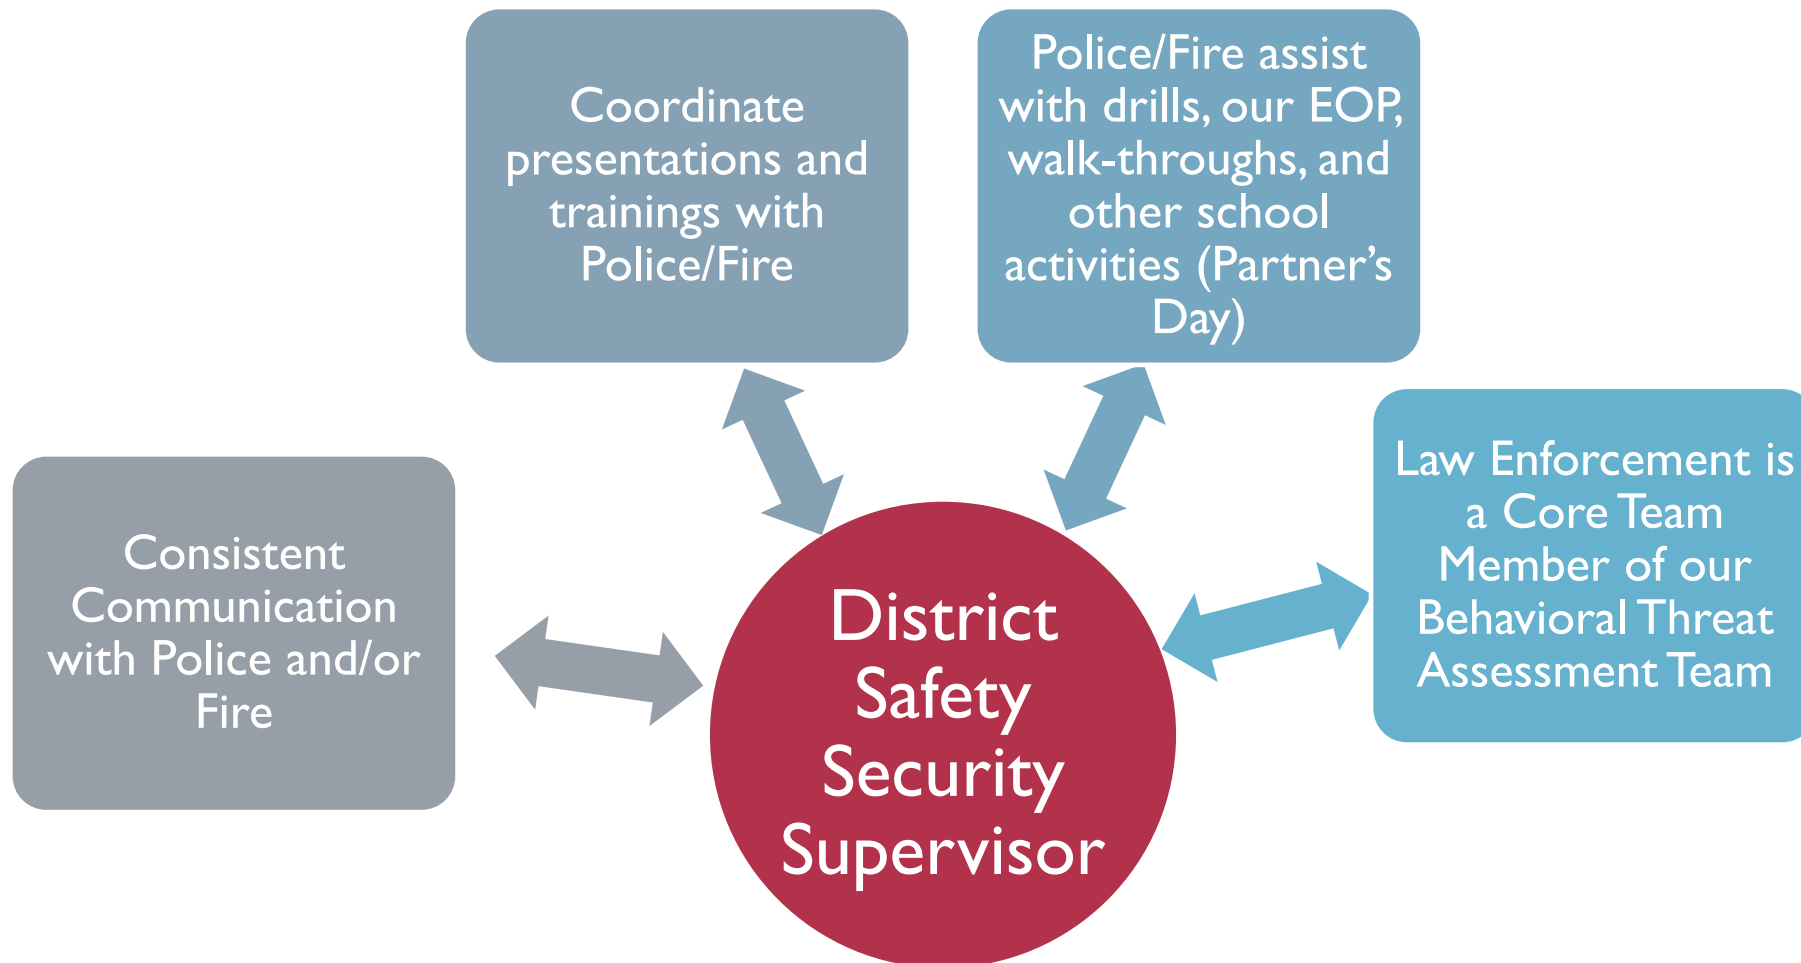 Coordinate
presentations and
trainings with
Police/Fire
Police/Fire assist
with drills, our EOP,
walk-throughs, and
other school
activities (Partner’s
Day)
Consistent
Communication
with Police and/or
Fire
Law Enforcement is
a Core Team
Member of our
Behavioral Threat
Assessment Team
District
Safety
Security
Supervisor